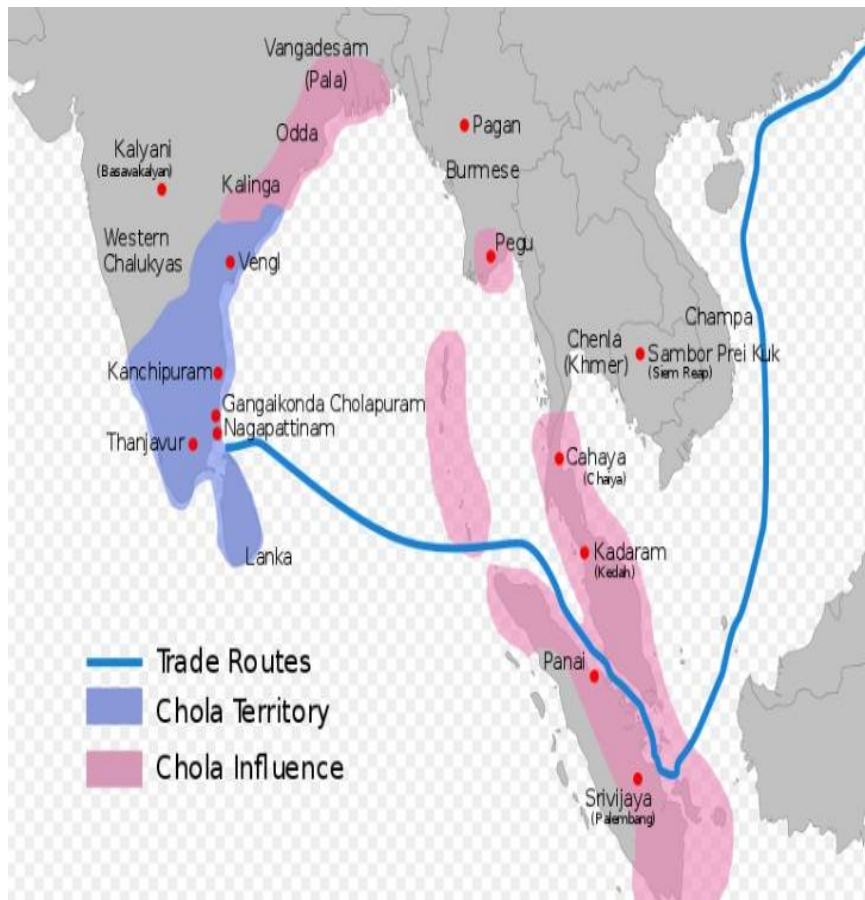 Vangadesam
(Pala)
Odda
Kalinga
Kalyani
(Basavakalyan)
Western
Chalukyas
Vengl
Kanchipuram
Gangaikonda Cholapuram
Nagapattinam
Thanjavur
Lanka
Pagan
Burmese
Pegu
Champa
Chenla
(Khmer)
Sambor Prei Kuk
(Siem Reap)
Cahaya
(Chaiya)
Kadaram
(Kedah)
Panai
Srivijaya
(Palembang)
Trade Routes
Chola Territory
Chola Influence